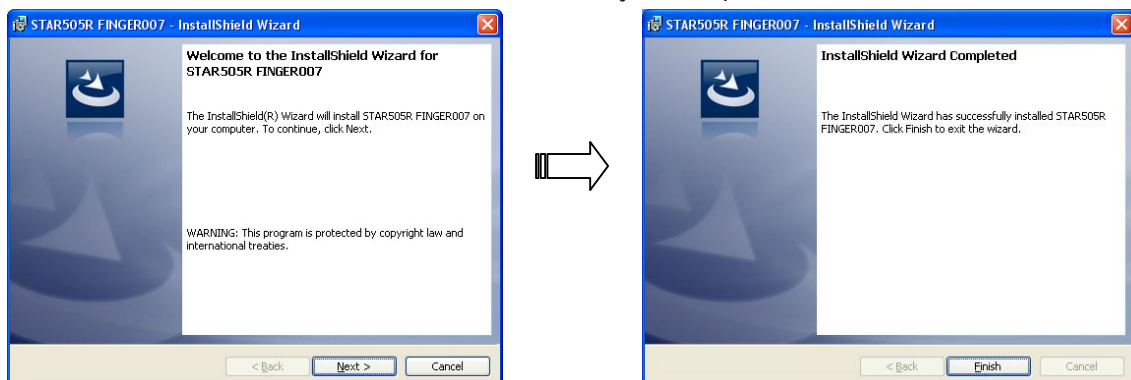 STAR505R FINGER007 - InstallShield Wizard
Welcome to the InstallShield Wizard for
STAR505R FINGER007
The InstallShield(R) Wizard will install STAR505R FINGER007 on
your computer. To continue, click Next.
WARNING: This program is protected by copyright law and
international treaties.
< Back Next > Cancel
STAR505R FINGER007 - InstallShield Wizard
InstallShield Wizard Completed
The InstallShield Wizard has successfully installed STAR505R
FINGER007. Click Finish to exit the wizard.
< Back Finish Cancel